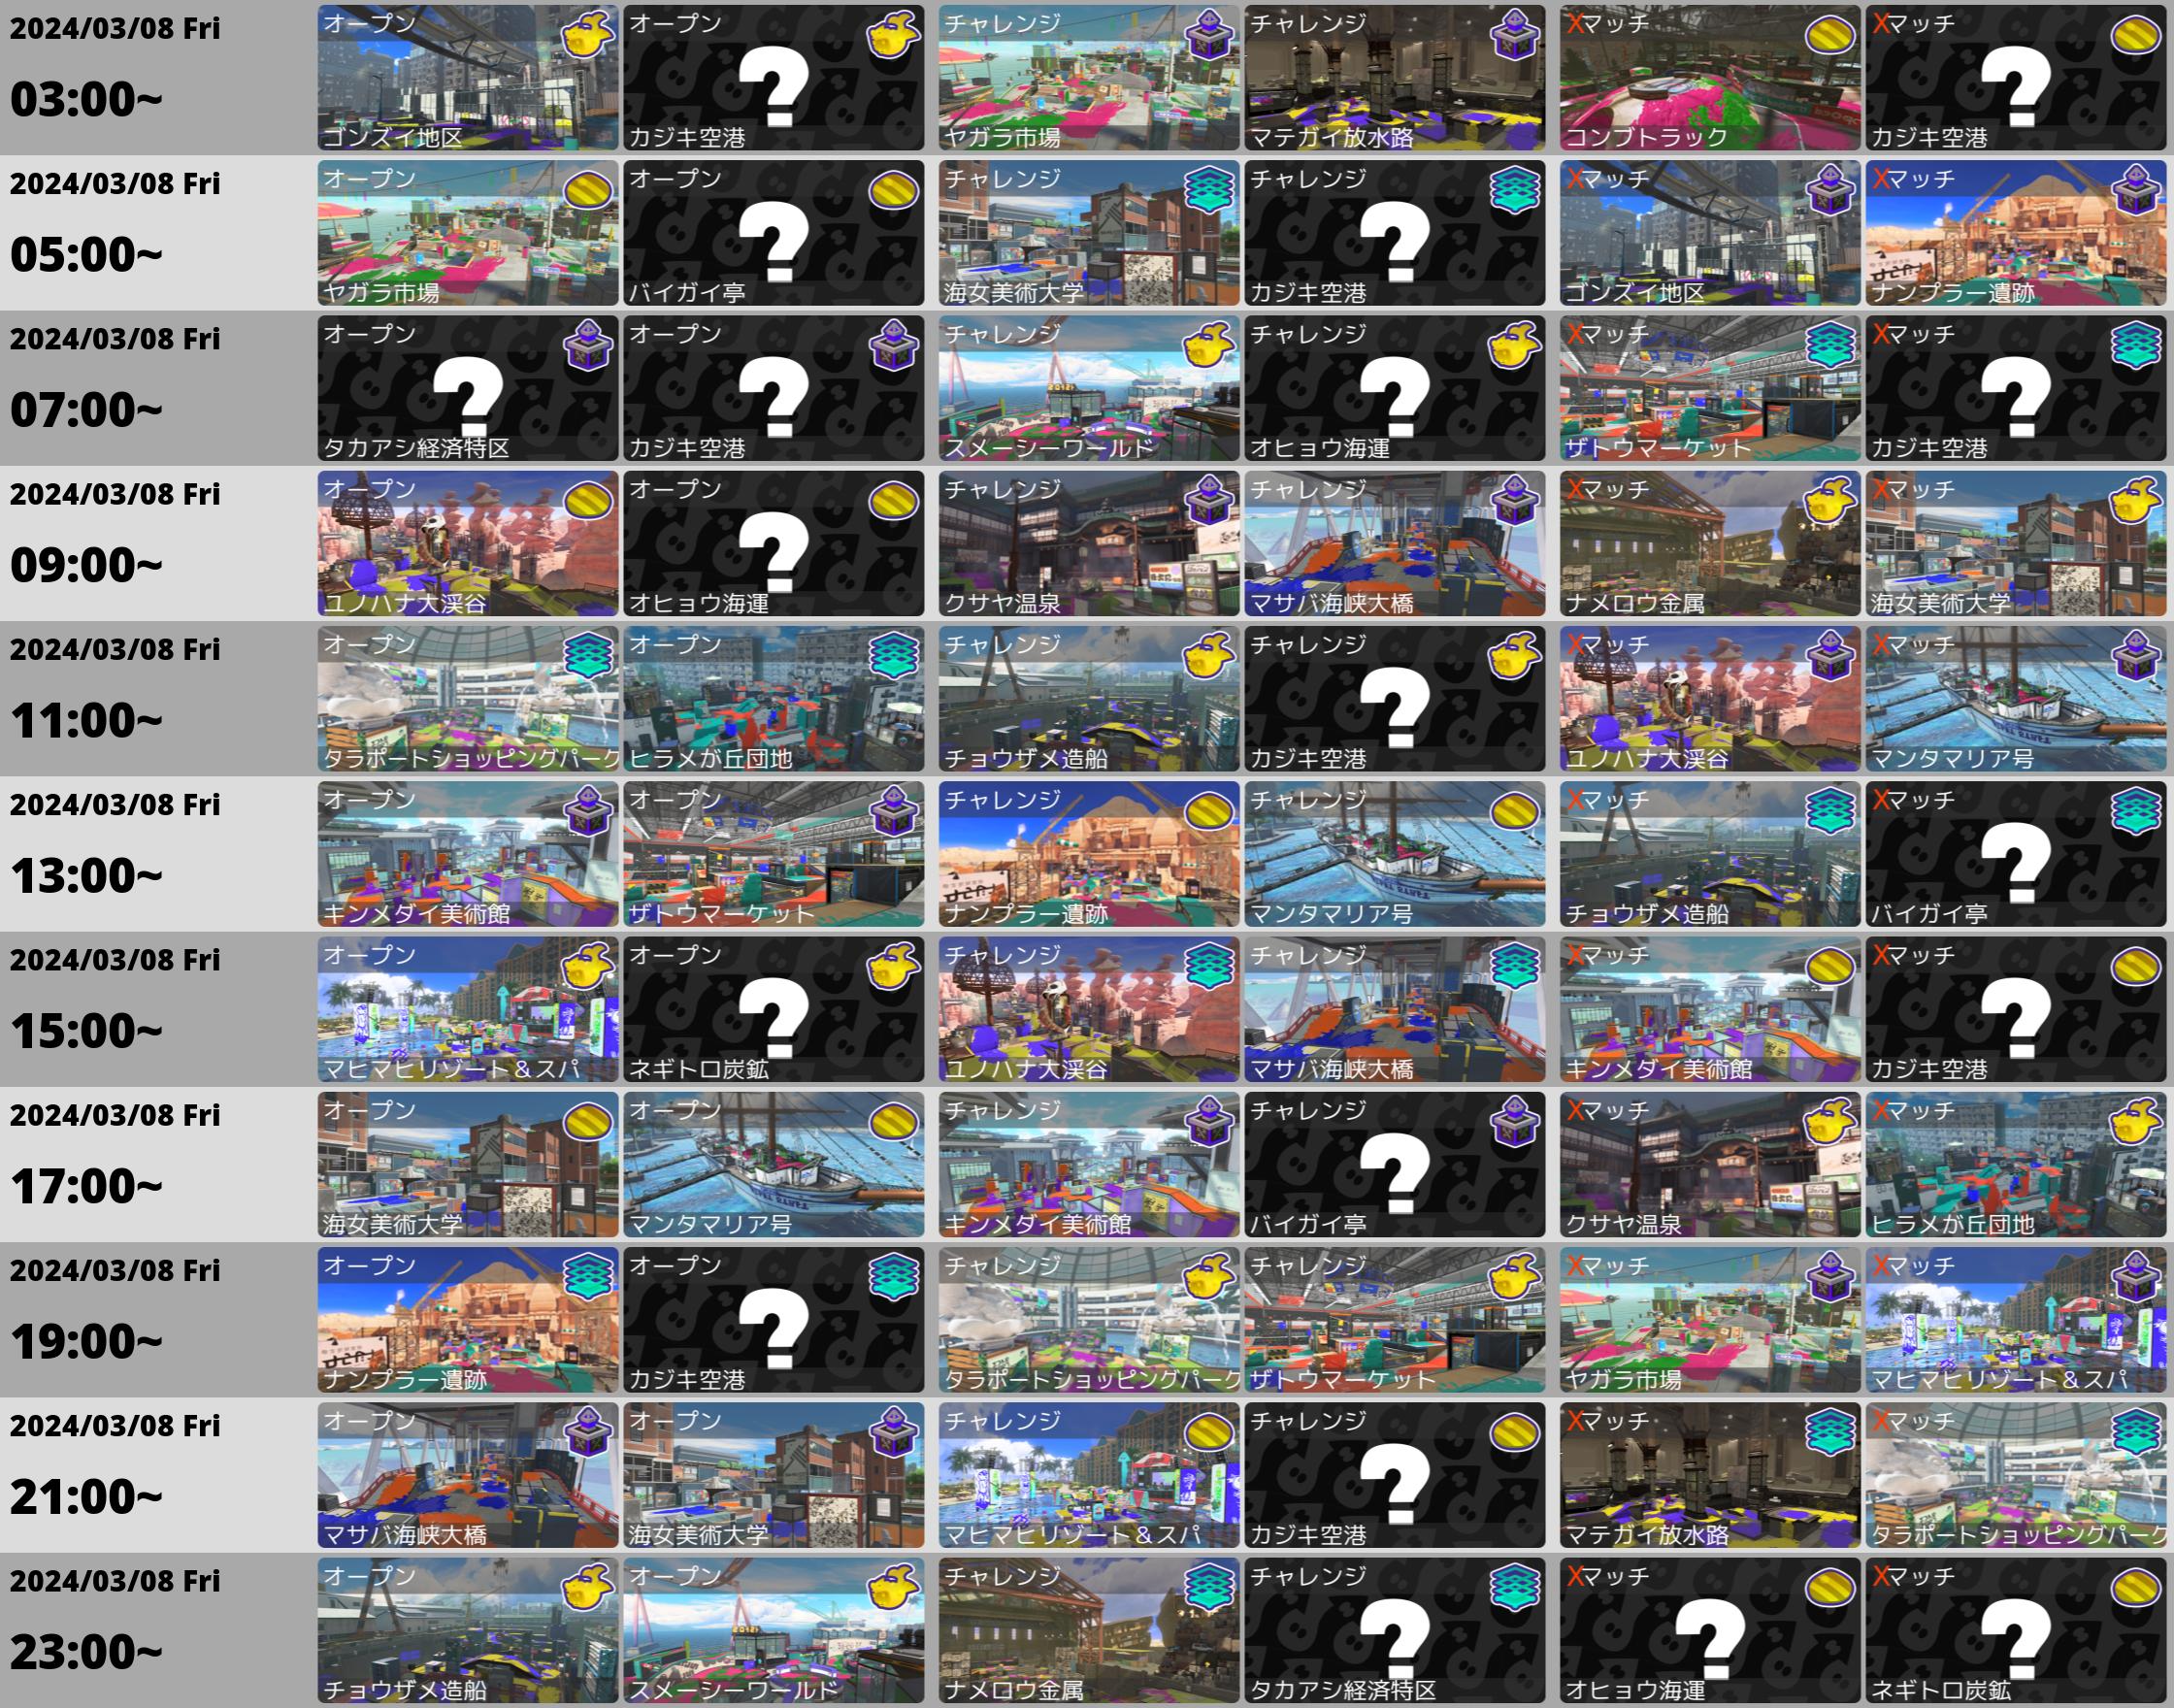 2024/03/08 Fri
03:00~
オープン
ゴンズイ地区
オープン
カジキ空港
チャレンジ
ヤガラ市場
チャレンジ
マテガイ放水路
Xマッチ
コンブトラック
Xマッチ
カジキ空港
2024/03/08 Fri
05:00~
オープン
ヤガラ市場
オープン
バイガイ亭
チャレンジ
海女美術大学
チャレンジ
カジキ空港
Xマッチ
ゴンズイ地区
Xマッチ
ナンプラー遺跡
2024/03/08 Fri
07:00~
オープン
タカアシ経済特区
オープン
カジキ空港
チャレンジ
スメーシーワールド
チャレンジ
オヒョウ海運
Xマッチ
ザトウマーケット
Xマッチ
カジキ空港
2024/03/08 Fri
09:00~
オープン
ユノハナ大渓谷
オープン
オヒョウ海運
チャレンジ
クサヤ温泉
チャレンジ
マサバ海峡大橋
Xマッチ
ナメロウ金属
Xマッチ
海女美術大学
2024/03/08 Fri
11:00~
オープン
タラポートショッピングパーク
オープン
ヒラメが丘団地
チャレンジ
チョウザメ造船
チャレンジ
カジキ空港
Xマッチ
ユノハナ大渓谷
Xマッチ
マンタマリア号
2024/03/08 Fri
13:00~
オープン
キンメダイ美術館
オープン
ザトウマーケット
チャレンジ
ナンプラー遺跡
チャレンジ
マンタマリア号
Xマッチ
チョウザメ造船
Xマッチ
バイガイ亭
2024/03/08 Fri
15:00~
オープン
マヒマヒリゾート＆スパ
オープン
ネギトロ炭鉱
チャレンジ
ユノハナ大渓谷
チャレンジ
マサバ海峡大橋
Xマッチ
キンメダイ美術館
Xマッチ
カジキ空港
2024/03/08 Fri
17:00~
オープン
海女美術大学
オープン
マンタマリア号
チャレンジ
キンメダイ美術館
チャレンジ
バイガイ亭
Xマッチ
クサヤ温泉
Xマッチ
ヒラメが丘団地
2024/03/08 Fri
19:00~
オープン
ナンプラー遺跡
オープン
カジキ空港
チャレンジ
タラポートショッピングパーク
チャレンジ
ザトウマーケット
Xマッチ
ヤガラ市場
Xマッチ
マヒマヒリゾート＆スパ
2024/03/08 Fri
21:00~
オープン
マサバ海峡大橋
オープン
海女美術大学
チャレンジ
マヒマヒリゾート＆スパ
チャレンジ
カジキ空港
Xマッチ
マテガイ放水路
Xマッチ
タラポートショッピングパーク
2024/03/08 Fri
23:00~
オープン
チョウザメ造船
オープン
スメーシーワールド
チャレンジ
ナメロウ金属
チャレンジ
タカアシ経済特区
Xマッチ
オヒョウ海運
Xマッチ
ネギトロ炭鉱